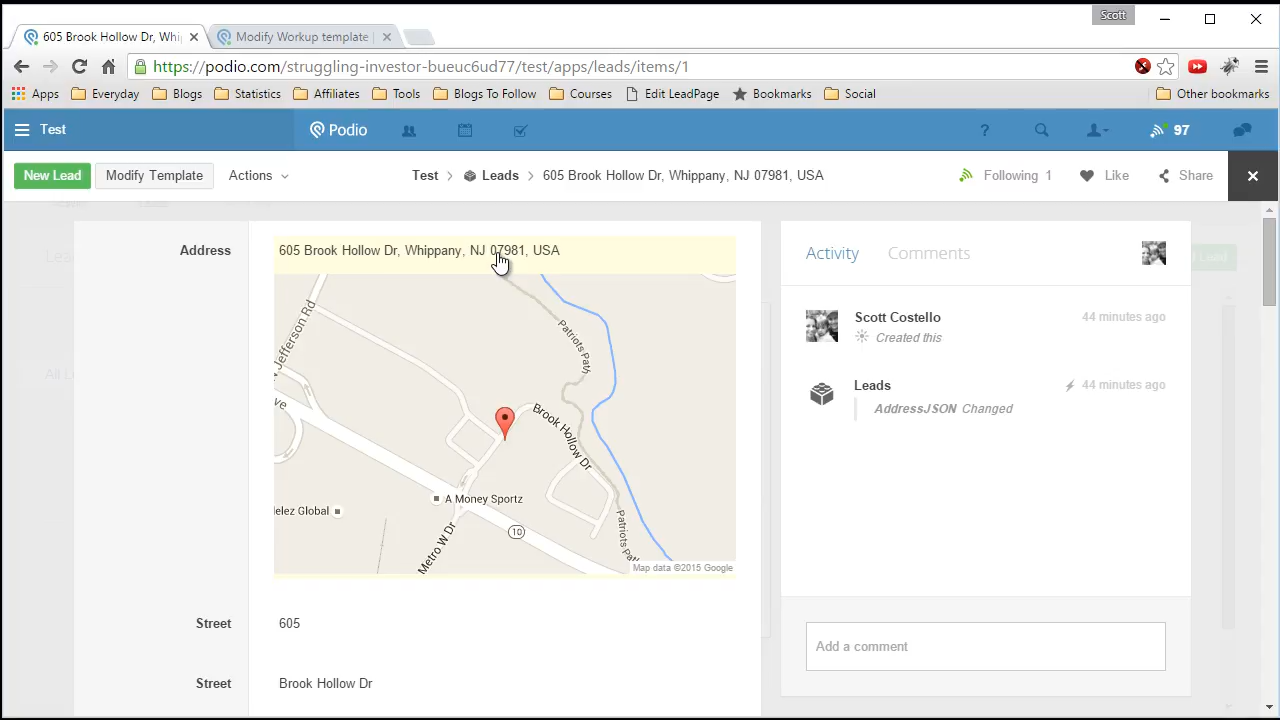 Scott
605 Brook Hollow Dr, Whi
Modify Workup template
https://podio.com/struggling-investor-bueuc6ud77/test/apps/leads/items/1
Apps Everyday Blogs Statistics Affiliates Tools Blogs To Follow Courses Edit LeadPage Bookmarks Social Other bookmarks
Test Podio ? 97
New Lead Modify Template Actions Test Leads 605 Brook Hollow Dr, Whippany, NJ 07981, USA Following 1 Like Share
Address
605 Brook Hollow Dr, Whippany, NJ 07981, USA
N Jefferson Rd
Patriots Path
Brook Hollow Dr
A Money Sportz
elez Global
10
Metro W Dr
Patriots Pat
Map data ©2015 Google
Street 605
Street Brook Hollow Dr
Activity Comments
Scott Costello 44 minutes ago
Created this
Leads 44 minutes ago
AddressJSON Changed
Add a comment